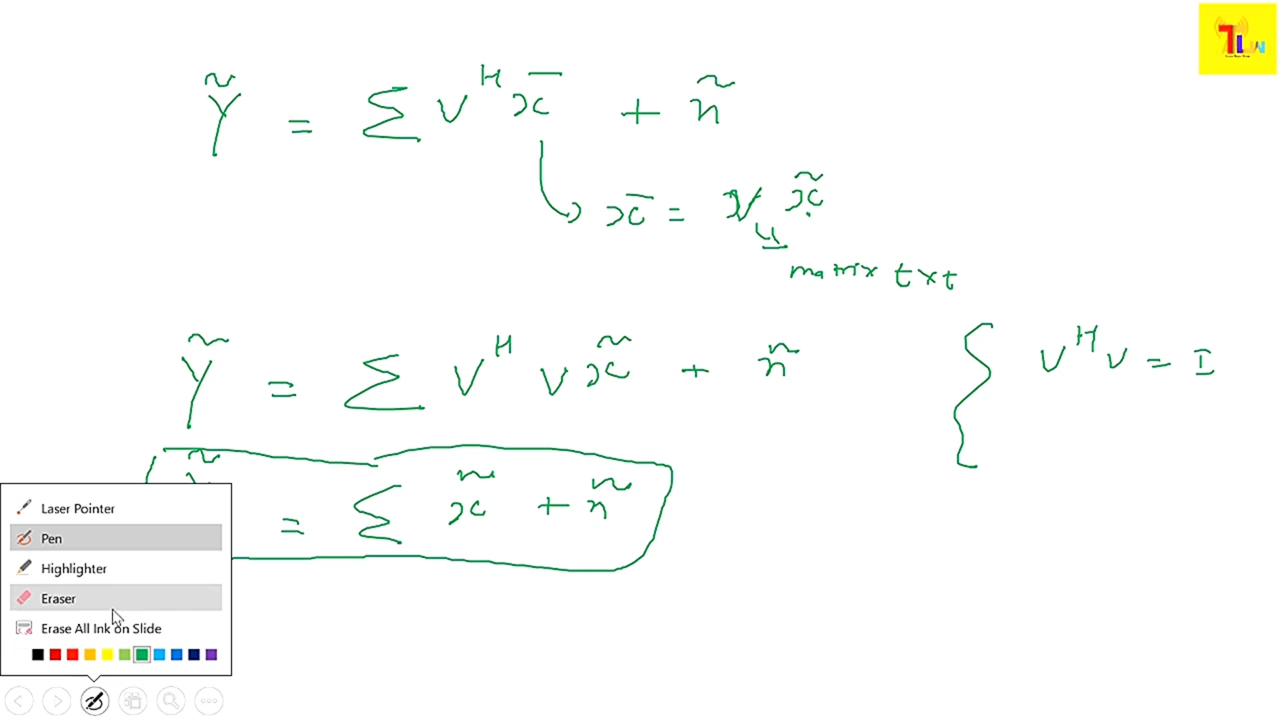 Ỹ = Σ V^H x̄ + ñ
x̄ = V x̃
matrix txt
Ỹ = Σ V^H V x̃ + ñ
{ V^H V = I
= Σ x̃ + ñ
Laser Pointer
Pen
Highlighter
Eraser
Erase All Ink on Slide